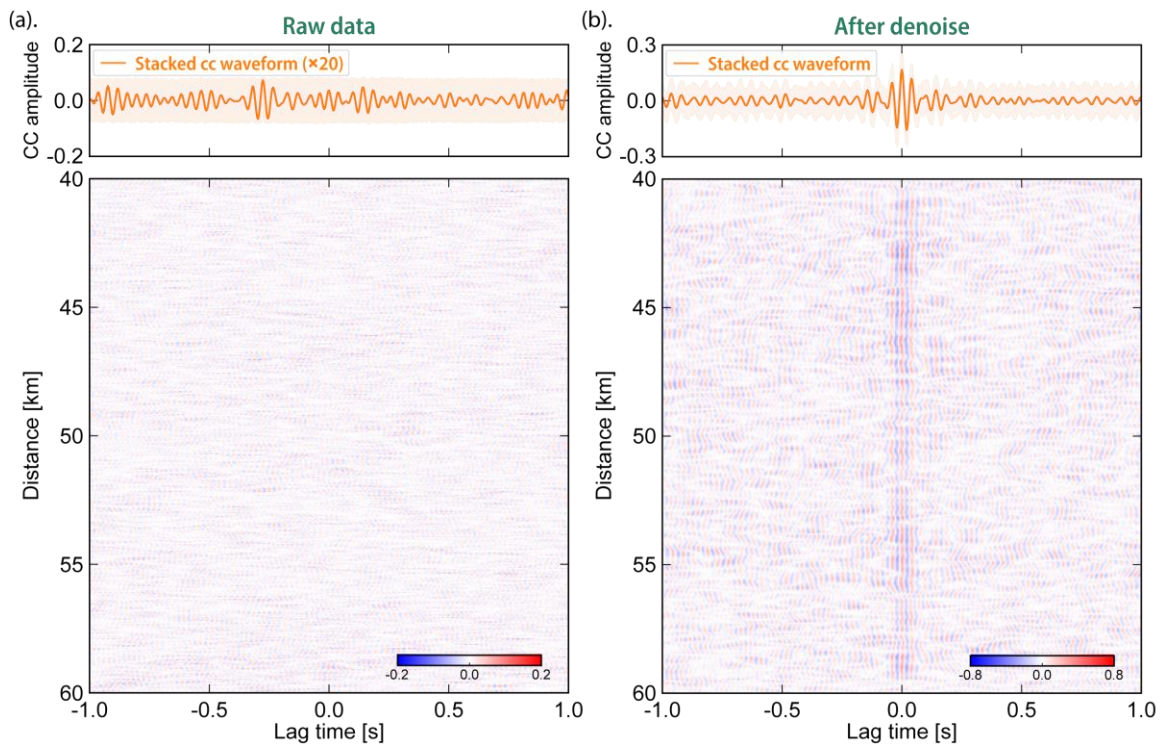 (a).
Raw data
0.2
0.0
-0.2
CC amplitude
Stacked cc waveform (×20)
40
45
50
55
60
Distance [km]
-0.2 0.0 0.2
-1.0 -0.5 0.0 0.5 1.0
Lag time [s]
(b).
After denoise
0.3
0.0
-0.3
CC amplitude
Stacked cc waveform
40
45
50
55
60
Distance [km]
-0.8 0.0 0.8
-1.0 -0.5 0.0 0.5 1.0
Lag time [s]